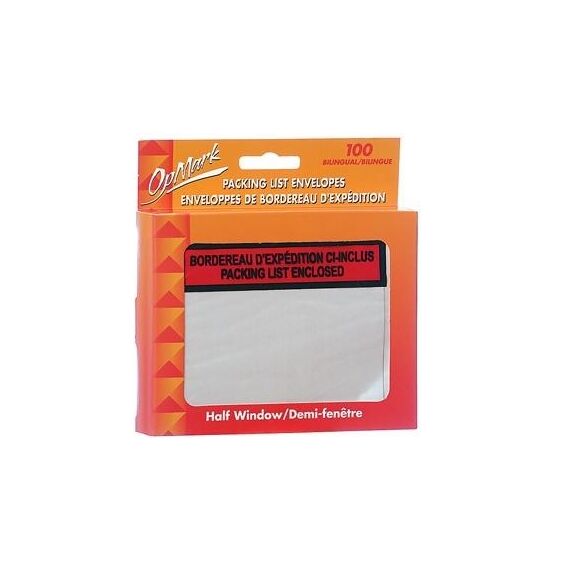 OpMark
100
BILINGUAL/BILINGUE
PACKING LIST ENVELOPES
ENVELOPPES DE BORDEREAU D'EXPÉDITION
BORDEREAU D'EXPÉDITION CI-INCLUS
PACKING LIST ENCLOSED
Half Window/Demi-fenêtre